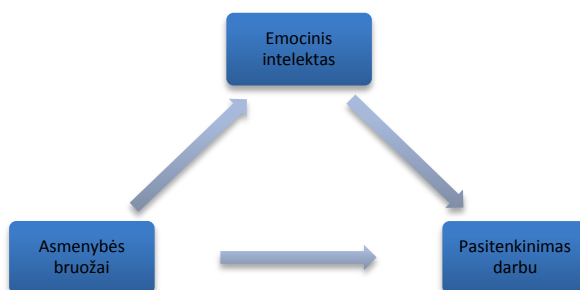 Emocinis
intelektas
Asmenybės
bruožai
Pasitenkinimas
darbu